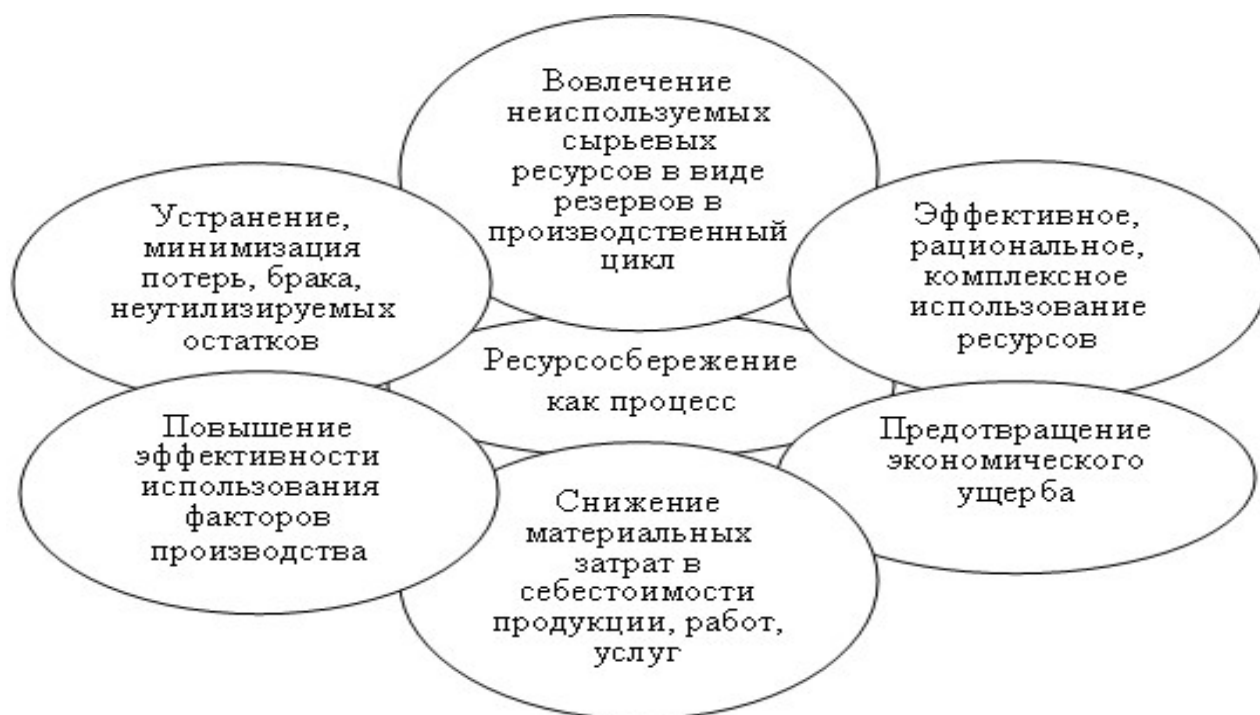 Вовлечение
неиспользуемых
сырьевых
ресурсов в виде
резервов в
производственный
цикл
Устранение,
минимизация
потерь, брака,
неутилизируемых
остатков
Эффективное,
рациональное,
комплексное
использование
ресурсов
Ресурсосбережение
как процесс
Повышение
эффективности
использования
факторов
производства
Снижение
материальных
затрат в
себестоимости
продукции, работ,
услуг
Предотвращение
экономического
ущерба